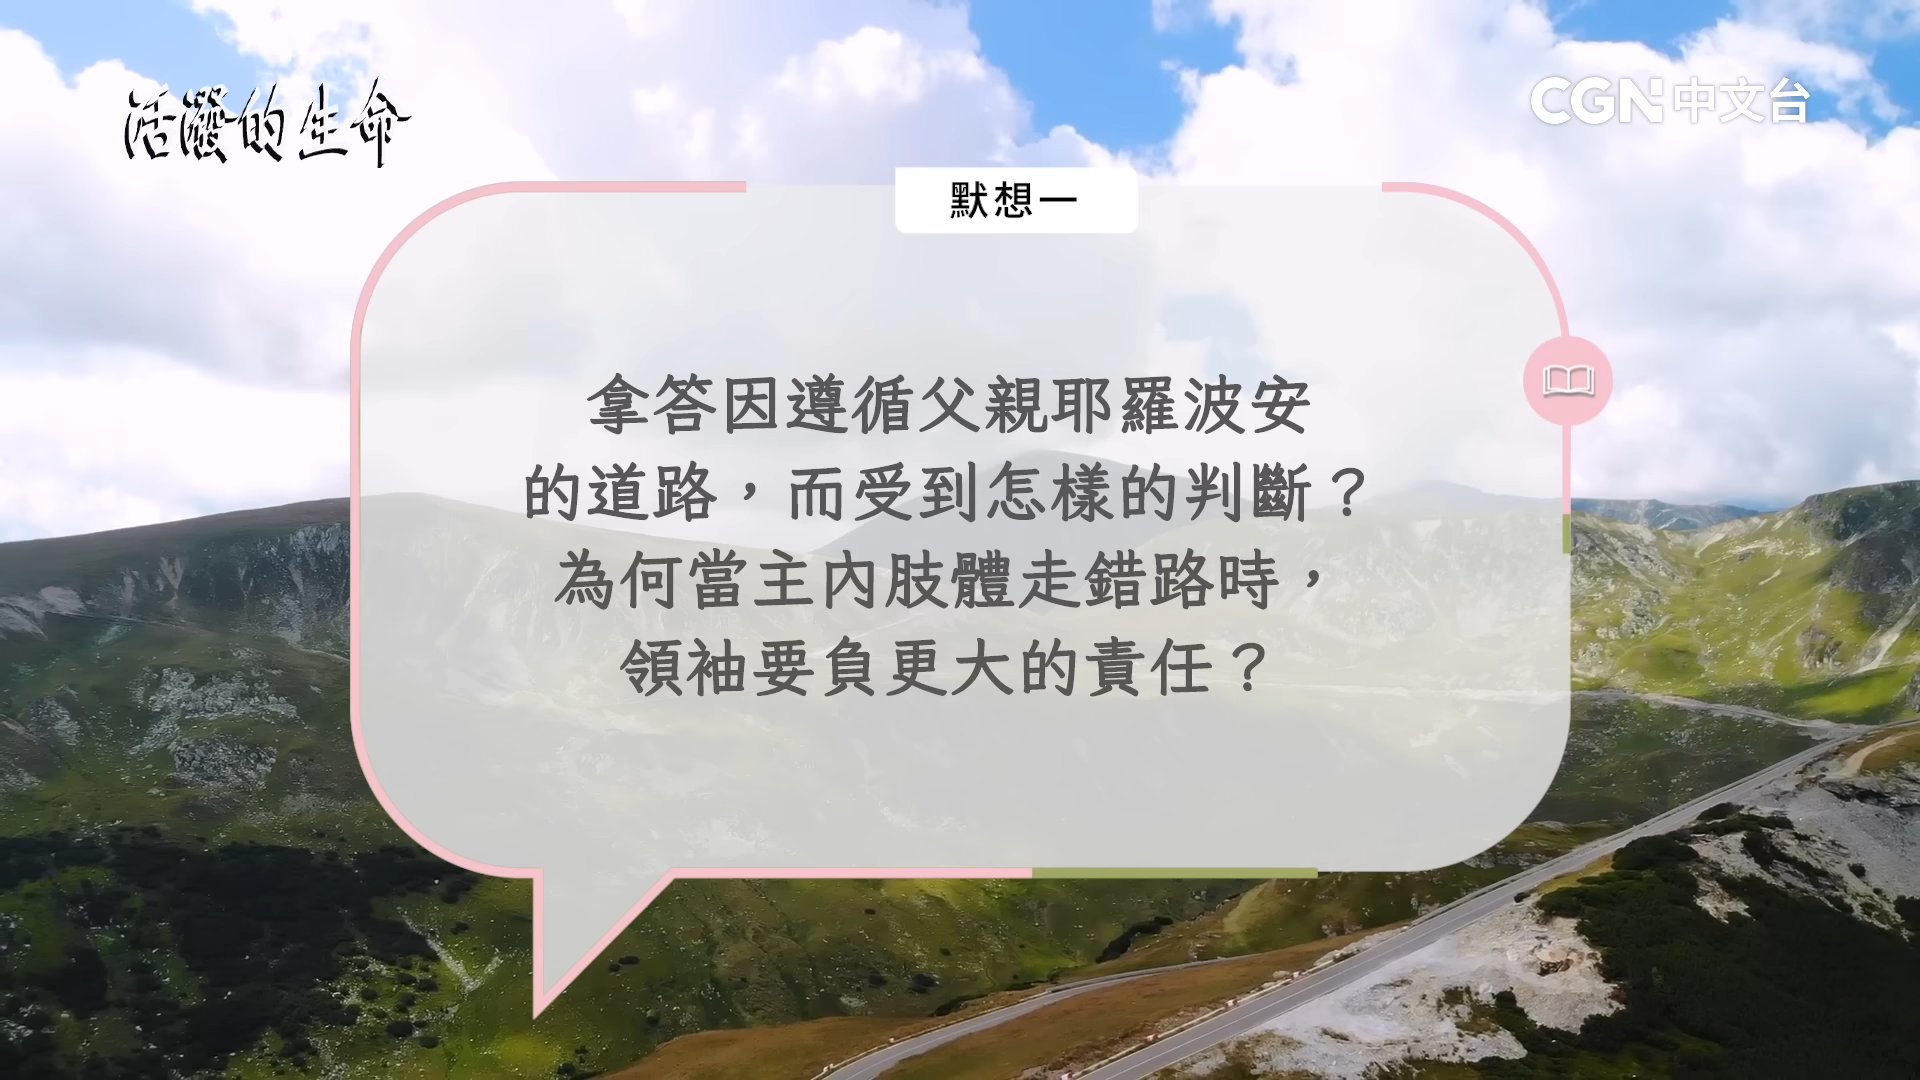 活潑的生命
CGN中文台
默想一
拿答因遵循父親耶羅波安
的道路，而受到怎樣的判斷？
為何當主內肢體走錯路時，
領袖要負更大的責任？